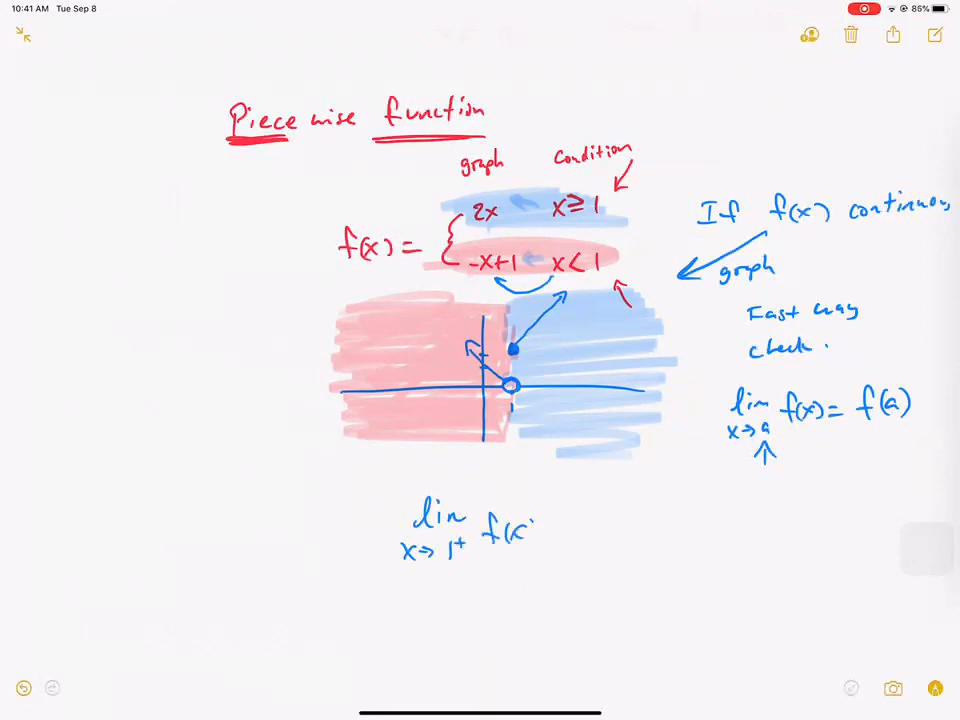 10:41 AM Tue Sep 8
85%
Piece wise function
graph condition
2x x ≥ 1
f(x) = {
-x+1 x < 1
If f(x) continuous,
graph
Fast way
check.
lim f(x) = f(a)
x→a
lim f(x)
x→1⁺